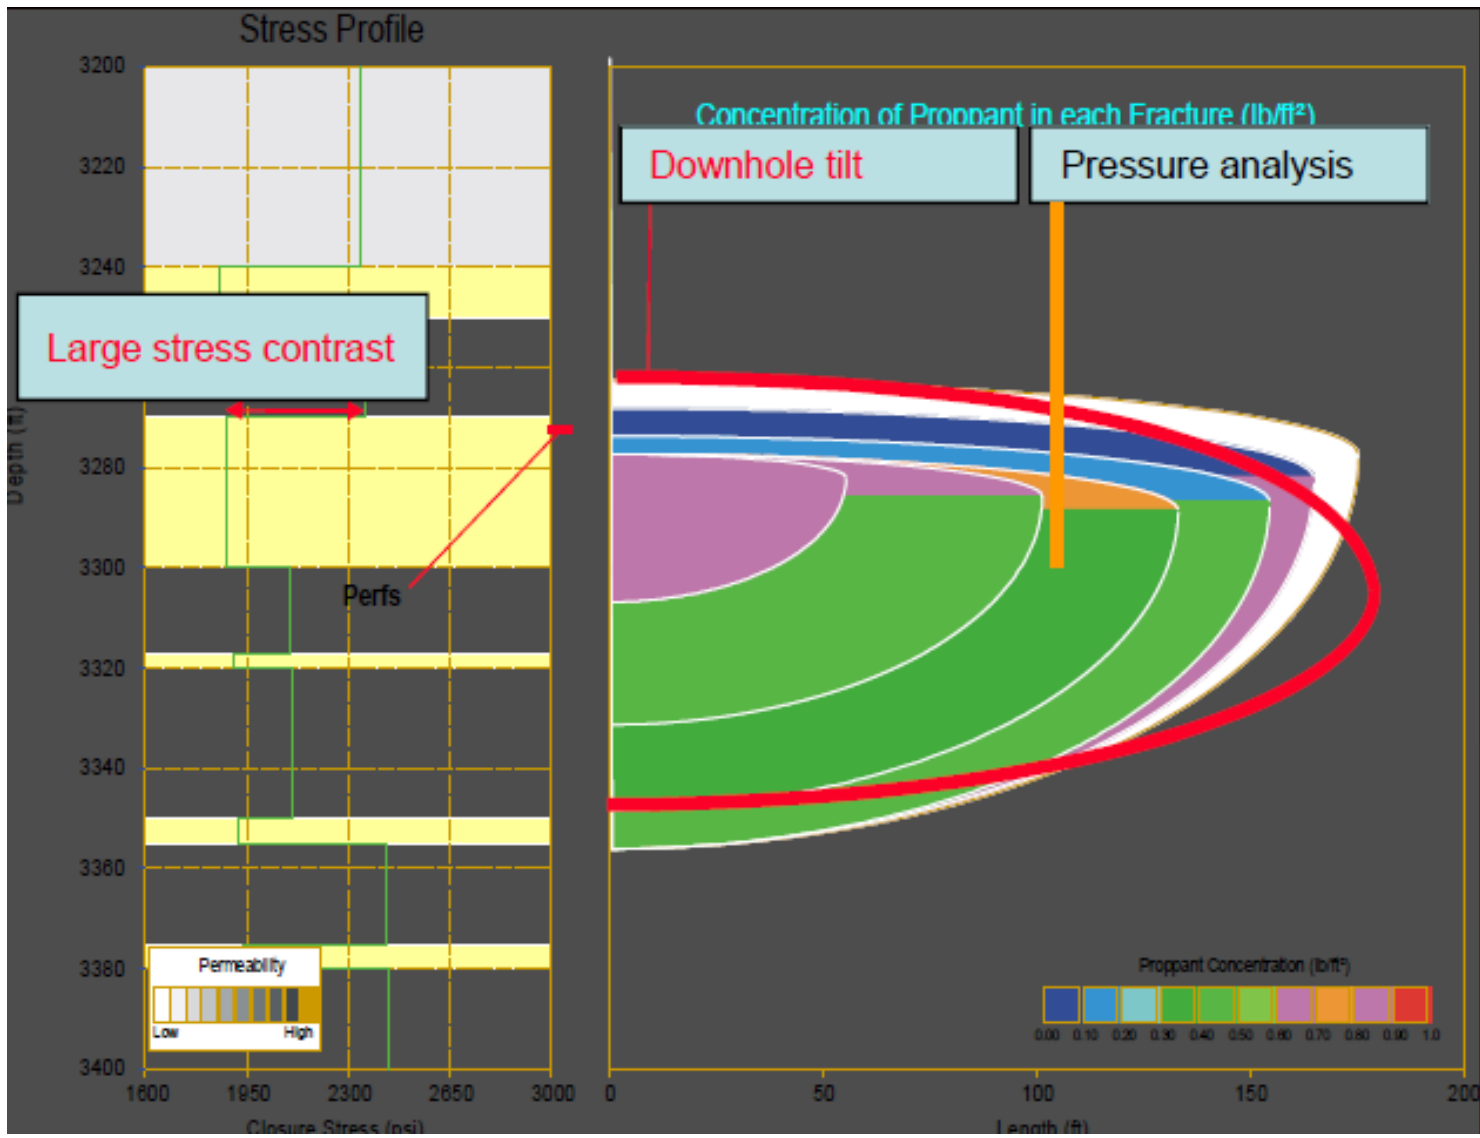 Stress Profile
Concentration of Proppant in each Fracture (lb/ft²)
Downhole tilt
Pressure analysis
Large stress contrast
Perfs
Depth (ft)
3200
3220
3240
3280
3300
3320
3340
3360
3380
3400
Permeability
Low High
1600 1950 2300 2650 3000
Closure Stress (psi)
Proppant Concentration (lb/ft²)
0.00 0.10 0.20 0.30 0.40 0.50 0.60 0.70 0.80 0.90 1.0
0 50 100 150 200
Length (ft)